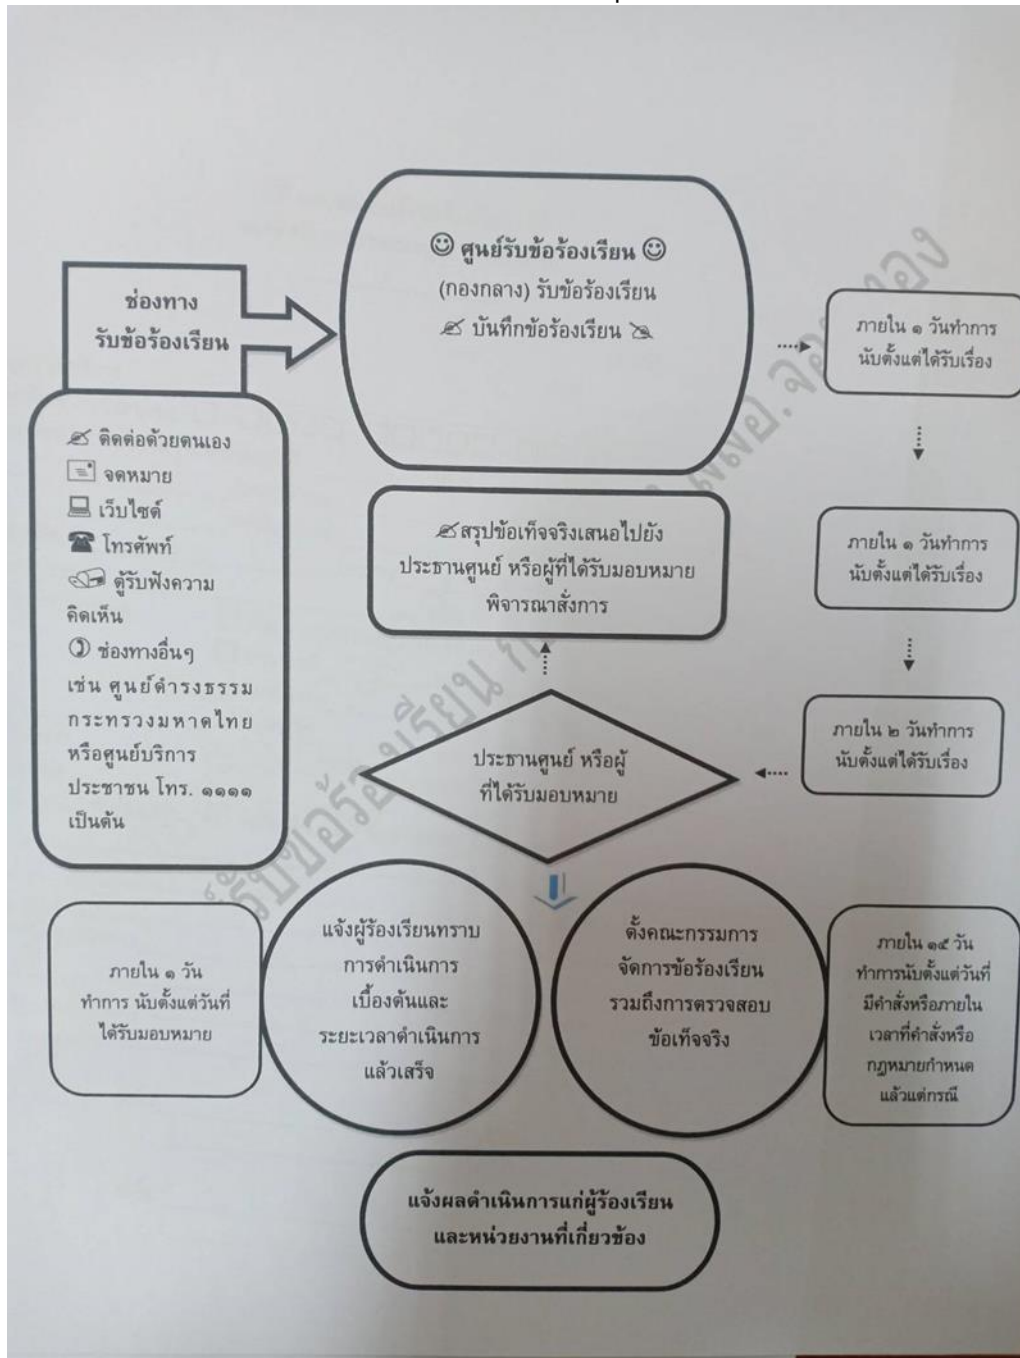 ช่องทาง
รับข้อร้องเรียน
☺ ศูนย์รับข้อร้องเรียน ☺
(กองกลาง) รับข้อร้องเรียน
บันทึกข้อร้องเรียน
ภายใน ๑ วันทำการ
นับตั้งแต่ได้รับเรื่อง
ติดต่อด้วยตนเอง
จดหมาย
เว็บไซต์
โทรศัพท์
ตู้รับฟังความ
คิดเห็น
ช่องทางอื่นๆ
เช่น ศูนย์ดำรงธรรม
กระทรวงมหาดไทย
หรือศูนย์บริการ
ประชาชน โทร. ๑๑๑๑
เป็นต้น
สรุปข้อเท็จจริงเสนอไปยัง
ประธานศูนย์ หรือผู้ที่ได้รับมอบหมาย
พิจารณาสั่งการ
ภายใน ๑ วันทำการ
นับตั้งแต่ได้รับเรื่อง
ประธานศูนย์ หรือผู้
ที่ได้รับมอบหมาย
ภายใน ๒ วันทำการ
นับตั้งแต่ได้รับเรื่อง
ภายใน ๑ วัน
ทำการ นับตั้งแต่วันที่
ได้รับมอบหมาย
แจ้งผู้ร้องเรียนทราบ
การดำเนินการ
เบื้องต้นและ
ระยะเวลาดำเนินการ
แล้วเสร็จ
ตั้งคณะกรรมการ
จัดการข้อร้องเรียน
รวมถึงการตรวจสอบ
ข้อเท็จจริง
ภายใน ๑๕ วัน
ทำการนับตั้งแต่วันที่
มีคำสั่งหรือภายใน
เวลาที่คำสั่งหรือ
กฎหมายกำหนด
แล้วแต่กรณี
แจ้งผลดำเนินการแก่ผู้ร้องเรียน
และหน่วยงานที่เกี่ยวข้อง